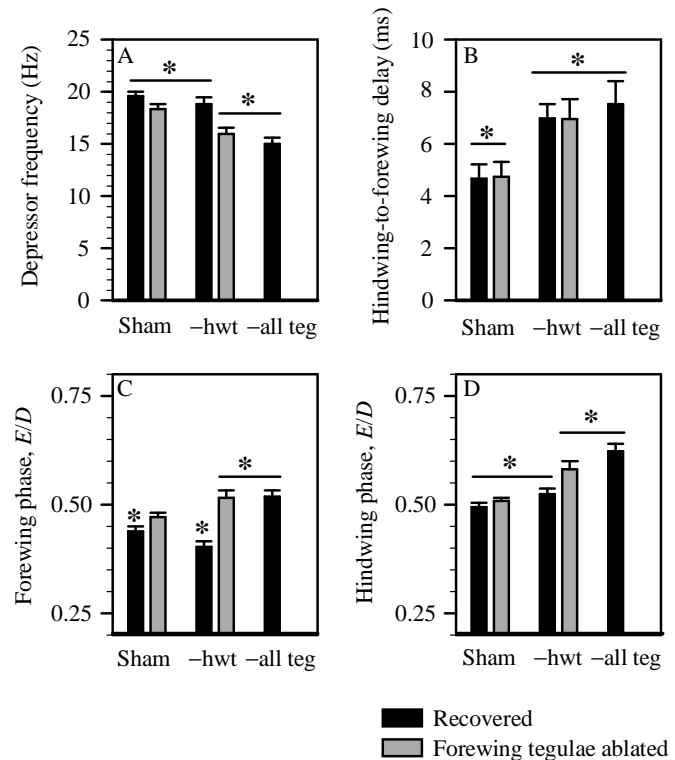 A
*
*
Depressor frequency (Hz)
25
20
15
10
5
0
Sham −hwt −all teg
B
*
*
Hindwing-to-forewing delay (ms)
10
8
6
4
2
0
Sham −hwt −all teg
C
*
*
*
Forewing phase, E/D
0.75
0.50
0.25
Sham −hwt −all teg
D
*
*
Hindwing phase, E/D
0.75
0.50
0.25
Sham −hwt −all teg
Recovered
Forewing tegulae ablated